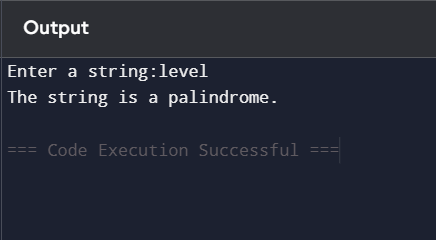 Output
Enter a string:level
The string is a palindrome.
=== Code Execution Successful ===